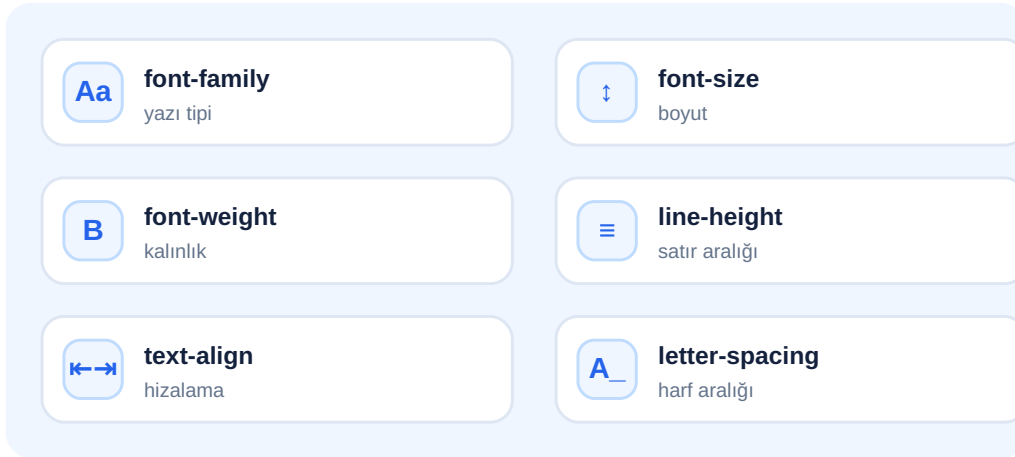 Aa font-family
yazı tipi
↕ font-size
boyut
B font-weight
kalınlık
≡ line-height
satır aralığı
⇤⇥ text-align
hizalama
A_ letter-spacing
harf aralığı